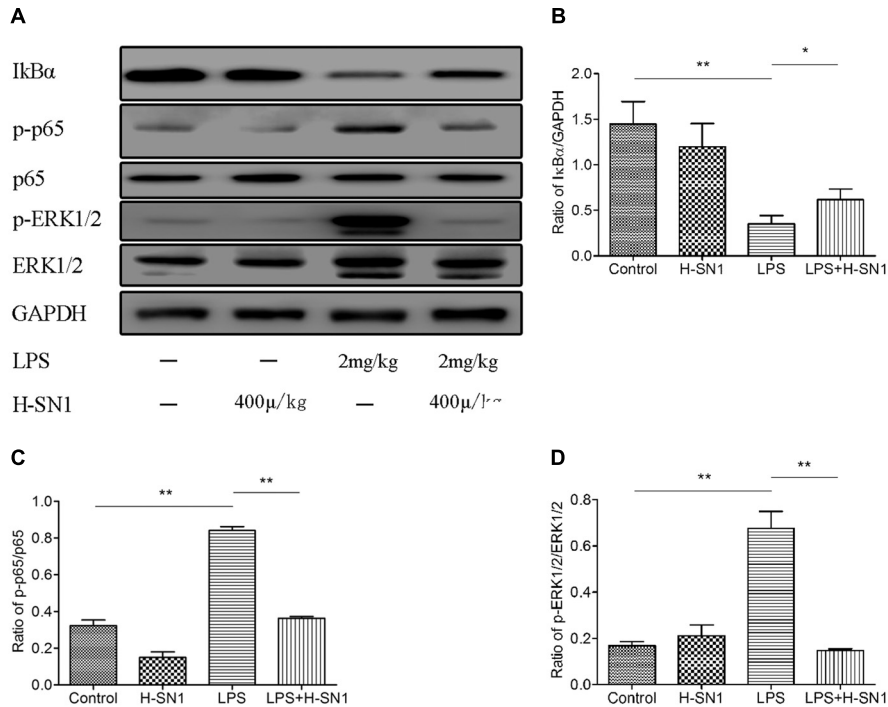 A
IkBα
p-p65
p65
p-ERK1/2
ERK1/2
GAPDH
LPS — — 2mg/kg 2mg/kg
H-SN1 — 400μ/kg — 400μ/
B
** *
Ratio of IκBα/GAPDH
2.0
1.5
1.0
0.5
0.0
Control H-SN1 LPS LPS+H-SN1
C
** **
Ratio of p-p65/p65
1.0
0.8
0.6
0.4
0.2
0.0
Control H-SN1 LPS LPS+H-SN1
D
** **
Ratio of p-ERK1/2/ERK1/2
0.8
0.6
0.4
0.2
0.0
Control H-SN1 LPS LPS+H-SN1